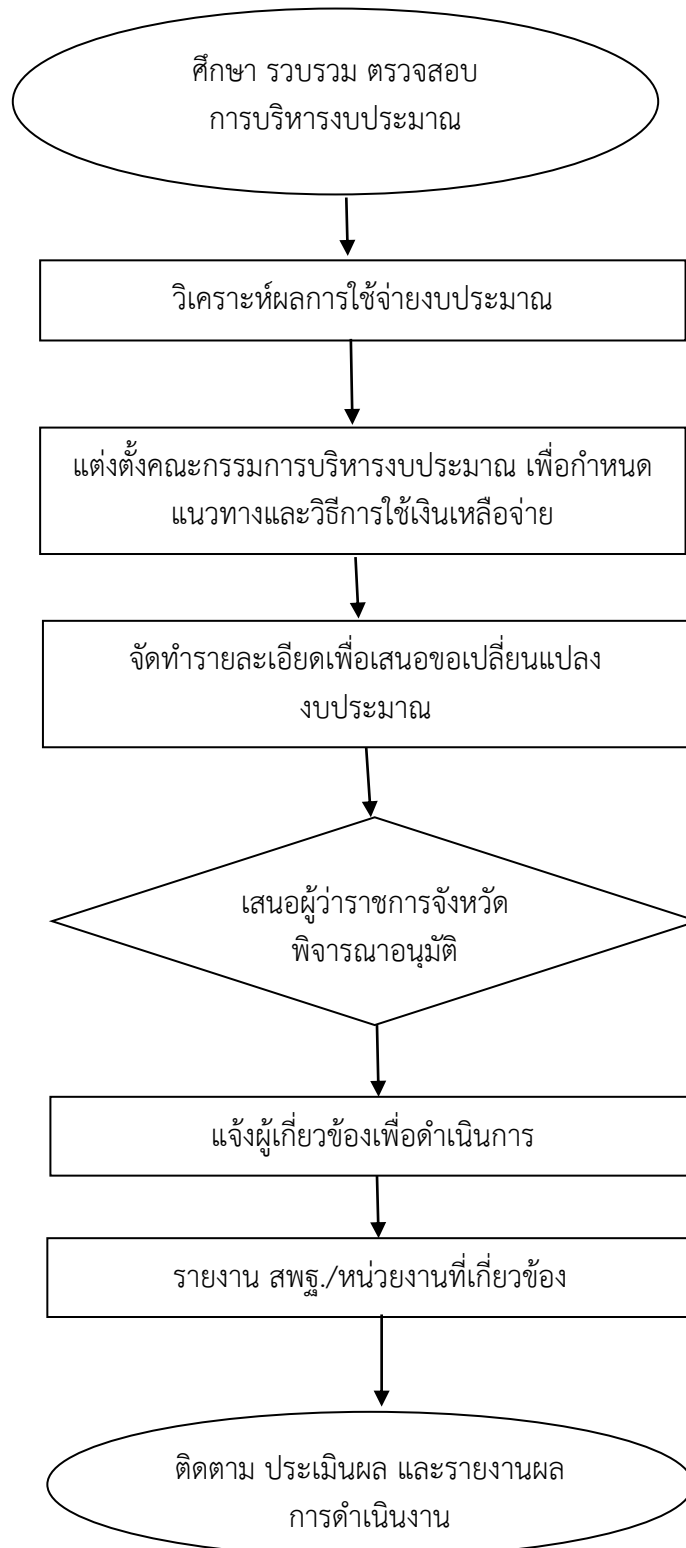 ศึกษา รวบรวม ตรวจสอบ
การบริหารงบประมาณ
วิเคราะห์ผลการใช้จ่ายงบประมาณ
แต่งตั้งคณะกรรมการบริหารงบประมาณ เพื่อกำหนด
แนวทางและวิธีการใช้เงินเหลือจ่าย
จัดทำรายละเอียดเพื่อเสนอขอเปลี่ยนแปลง
งบประมาณ
เสนอผู้ว่าราชการจังหวัด
พิจารณาอนุมัติ
แจ้งผู้เกี่ยวข้องเพื่อดำเนินการ
รายงาน สพฐ./หน่วยงานที่เกี่ยวข้อง
ติดตาม ประเมินผล และรายงานผล
การดำเนินงาน